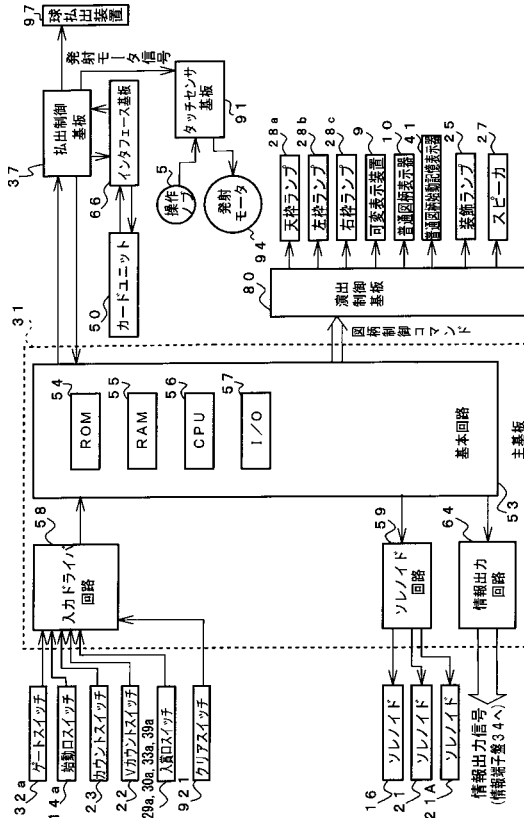 32a
ゲートスイッチ
14a
始動口スイッチ
23
カウントスイッチ
22
Vカウントスイッチ
29a, 30a, 33a, 39a
入賞口スイッチ
92１
クリアスイッチ
16
ソレノイド
21
ソレノイド
21A
ソレノイド
情報出力信号
(情報端子盤34へ)
58
入力ドライバ
回路
59
ソレノイド
回路
64
情報出力
回路
31
54
ROM
55
RAM
56
CPU
57
I/O
基本回路
53
主基板
37
払出制御
基板
97
球払出装置
発射モータ信号
66
インタフェース基板
50
カードユニット
タッチセンサ
基板
91
5
操作
ノブ
発射
モータ
94
図柄制御コマンド
80
演出
制御
基板
28a
天枠ランプ
28b
左枠ランプ
28c
右枠ランプ
9
可変表示装置
10
普通図柄表示器
41
普通図柄始動記憶表示器
25
装飾ランプ
27
スピーカ